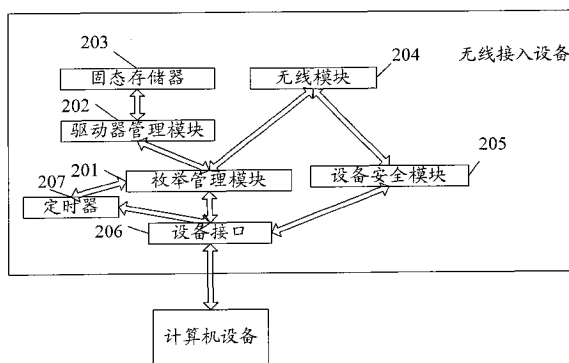 203
固态存储器
204
无线模块
无线接入设备
202
驱动器管理模块
205
201
枚举管理模块
设备安全模块
207
定时器
206
设备接口
计算机设备